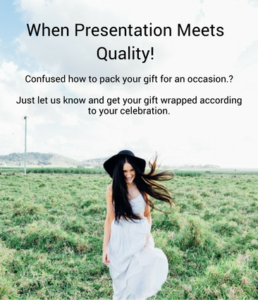 When Presentation Meets
Quality!
Confused how to pack your gift for an occasion.?
Just let us know and get your gift wrapped according
to your celebration.